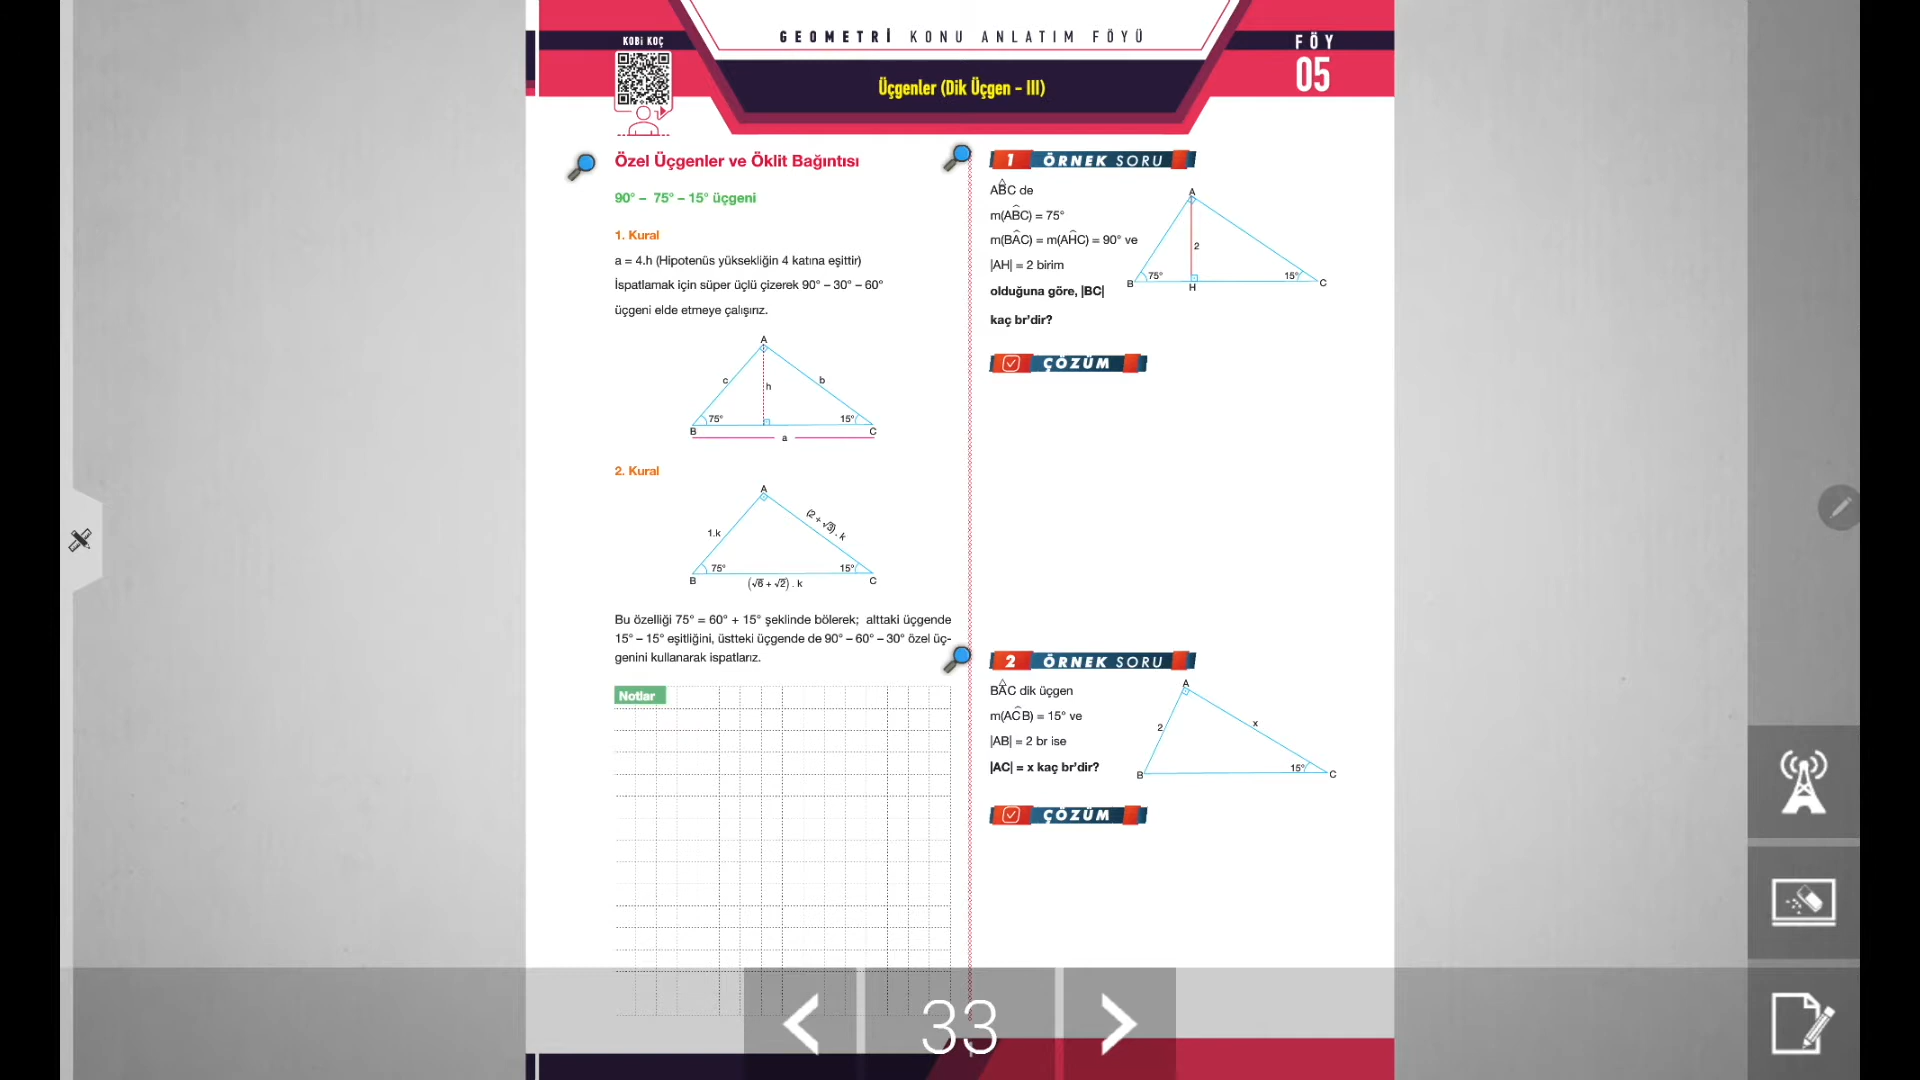 GEOMETRİ KONU ANLATIM FÖYÜ
KOBİ KOÇ
FÖY
05
Üçgenler (Dik Üçgen - III)
Özel Üçgenler ve Öklit Bağıntısı
90° – 75° – 15° üçgeni
1. Kural
a = 4.h (Hipotenüs yüksekliğin 4 katına eşittir)
İspatlamak için süper üçlü çizerek 90° – 30° – 60°
üçgeni elde etmeye çalışırız.
A
c
h
b
75°
15°
B
C
a
2. Kural
A
1.k
(2 + √3) . k
75°
15°
B
C
(√6 + √2) . k
Bu özelliği 75° = 60° + 15° şeklinde bölerek; alttaki üçgende
15° – 15° eşitliğini, üstteki üçgende de 90° – 60° – 30° özel üç-
genini kullanarak ispatlarız.
Notlar
1 ÖRNEK SORU
ABC de
m(ABC) = 75°
m(BAC) = m(AHC) = 90° ve
|AH| = 2 birim
olduğuna göre, |BC|
kaç br'dir?
A
2
75°
15°
B
H
C
ÇÖZÜM
2 ÖRNEK SORU
BAC dik üçgen
m(ACB) = 15° ve
|AB| = 2 br ise
|AC| = x kaç br'dir?
A
2
x
15°
B
C
ÇÖZÜM
33